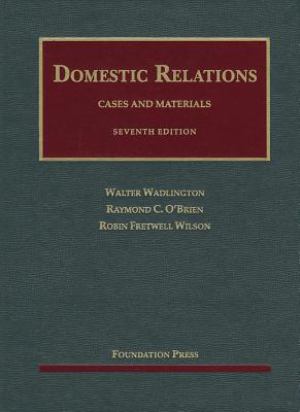 DOMESTIC RELATIONS
CASES AND MATERIALS
SEVENTH EDITION
WALTER WADLINGTON
RAYMOND C. O'BRIEN
ROBIN FRETWELL WILSON
FOUNDATION PRESS